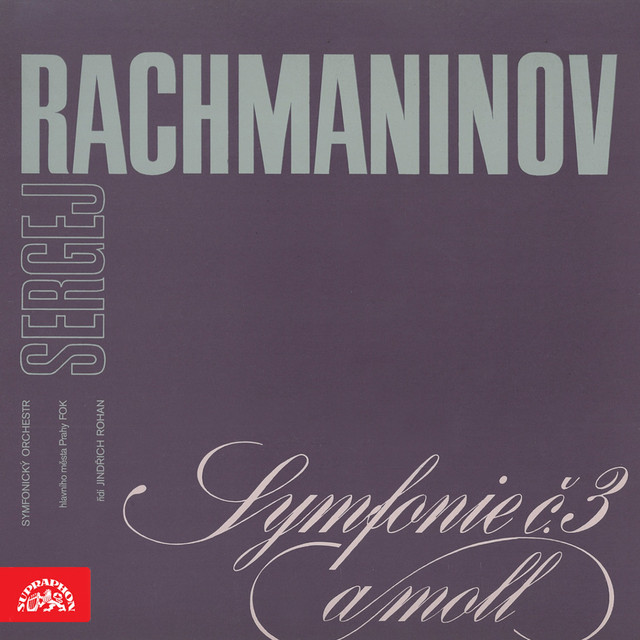 RACHMANINOV
SERGEJ
SYMFONICKÝ ORCHESTR
hlavního města Prahy FOK
řídí JINDŘICH ROHAN
Symfonie č. 3
a moll
SUPRAPHON